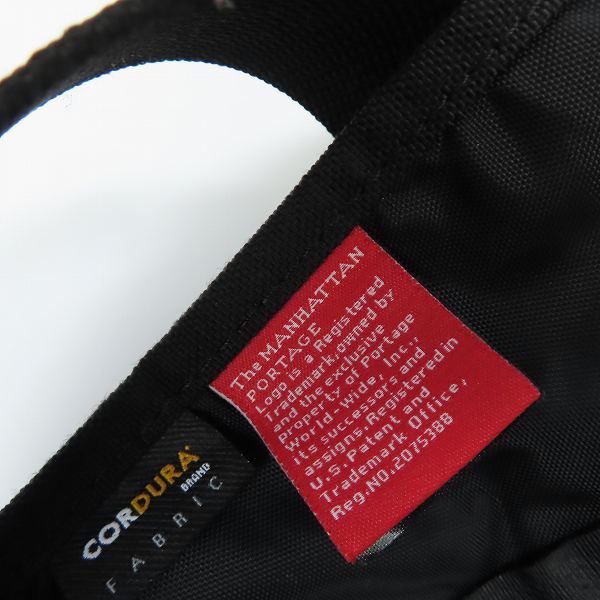 The MANHATTAN
PORTAGE
Logo is a Registered
Trademark,owned by
and the exclusive
Property of Portage
World-Wide, Inc.,
its successors and
assigns.Registered in
U.S. Patent and
Trademark Office,
Reg.NO.2075388
CORDURA
BRAND
FABRIC